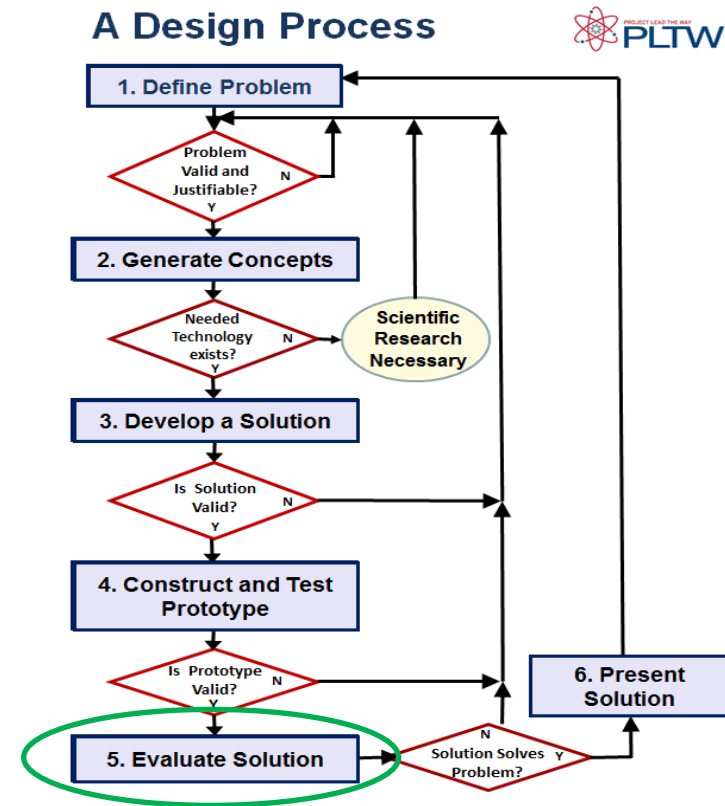 A Design Process
PROJECT LEAD THE WAY
PLTW
1. Define Problem
Problem
Valid and
Justifiable?
N
Y
2. Generate Concepts
Needed
Technology
exists?
N
Y
Scientific
Research
Necessary
3. Develop a Solution
Is Solution
Valid?
N
Y
4. Construct and Test
Prototype
Is Prototype
Valid?
N
Y
5. Evaluate Solution
N
Solution Solves
Problem?
Y
6. Present
Solution